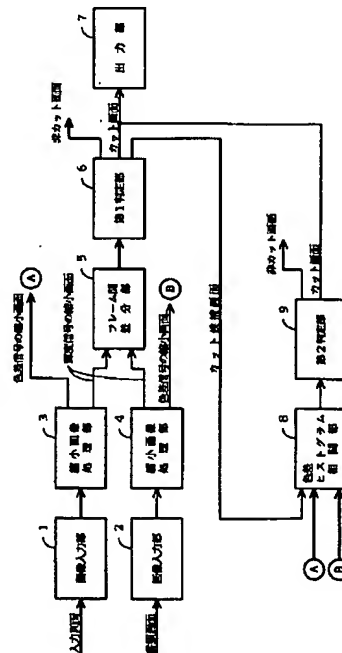 入力画面
1
画像入力部
3
縮小画像
処理部
色差信号の縮小画面
A
輝度信号の縮小画面
2
画像入力部
4
縮小画像
処理部
色差信号の縮小画面
B
5
フレーム間
差分部
6
第1判定部
非カット画面
カット画面
カット候補画面
7
出力部
A
B
8
色差
ヒストグラム
相関部
9
第2判定部
非カット画面
カット画面